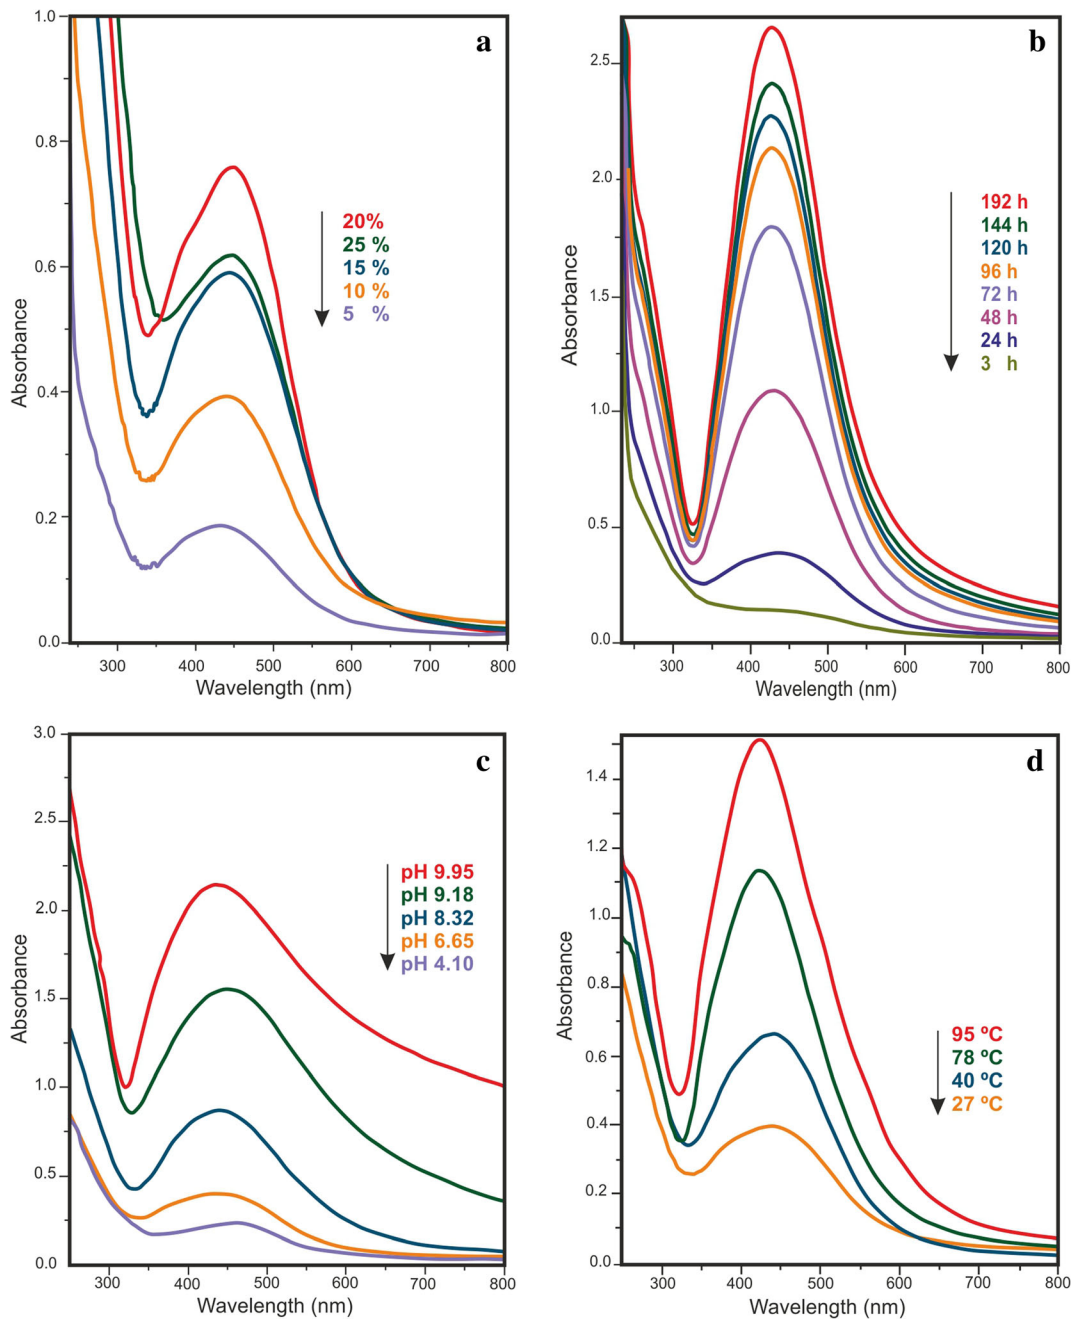 a
1.0
0.8
0.6
0.4
0.2
0.0
Absorbance
20%
25 %
15 %
10 %
5 %
300 400 500 600 700 800
Wavelength (nm)
b
2.5
2.0
1.5
1.0
0.5
0.0
Absorbance
192 h
144 h
120 h
96 h
72 h
48 h
24 h
3 h
300 400 500 600 700 800
Wavelength (nm)
c
3.0
2.5
2.0
1.5
1.0
0.5
0.0
Absorbance
pH 9.95
pH 9.18
pH 8.32
pH 6.65
pH 4.10
300 400 500 600 700 800
Wavelength (nm)
d
1.4
1.2
1.0
0.8
0.6
0.4
0.2
0.0
Absorbance
95 ºC
78 ºC
40 ºC
27 ºC
300 400 500 600 700 800
Wavelength (nm)